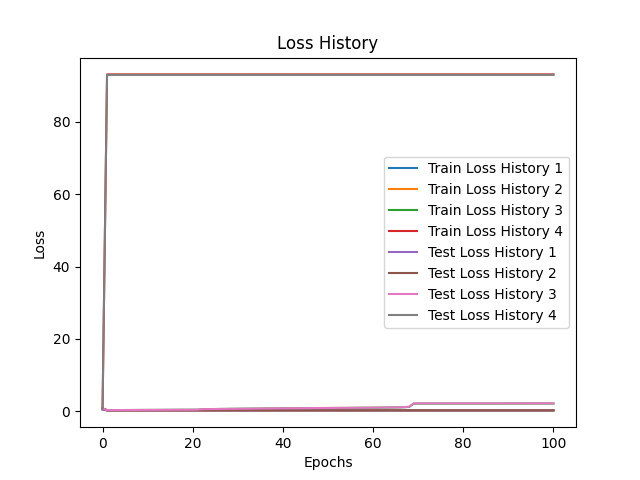 Loss History
80
60
40
20
0
Loss
Train Loss History 1
Train Loss History 2
Train Loss History 3
Train Loss History 4
Test Loss History 1
Test Loss History 2
Test Loss History 3
Test Loss History 4
0 20 40 60 80 100
Epochs